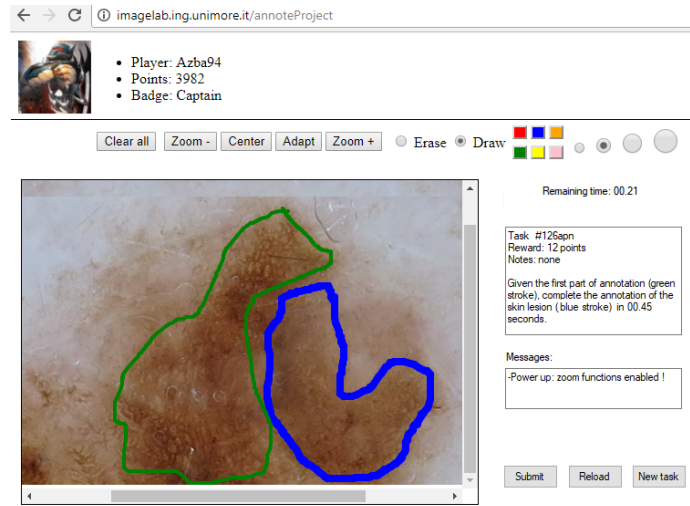 imagelab.ing.unimore.it/annoteProject
Player: Azba94
Points: 3982
Badge: Captain
Clear all Zoom - Center Adapt Zoom + Erase Draw
Remaining time: 00.21
Task #126apn
Reward: 12 points
Notes: none
Given the first part of annotation (green
stroke), complete the annotation of the
skin lesion ( blue stroke) in 00.45
seconds.
Messages:
-Power up: zoom functions enabled !
Submit Reload New task